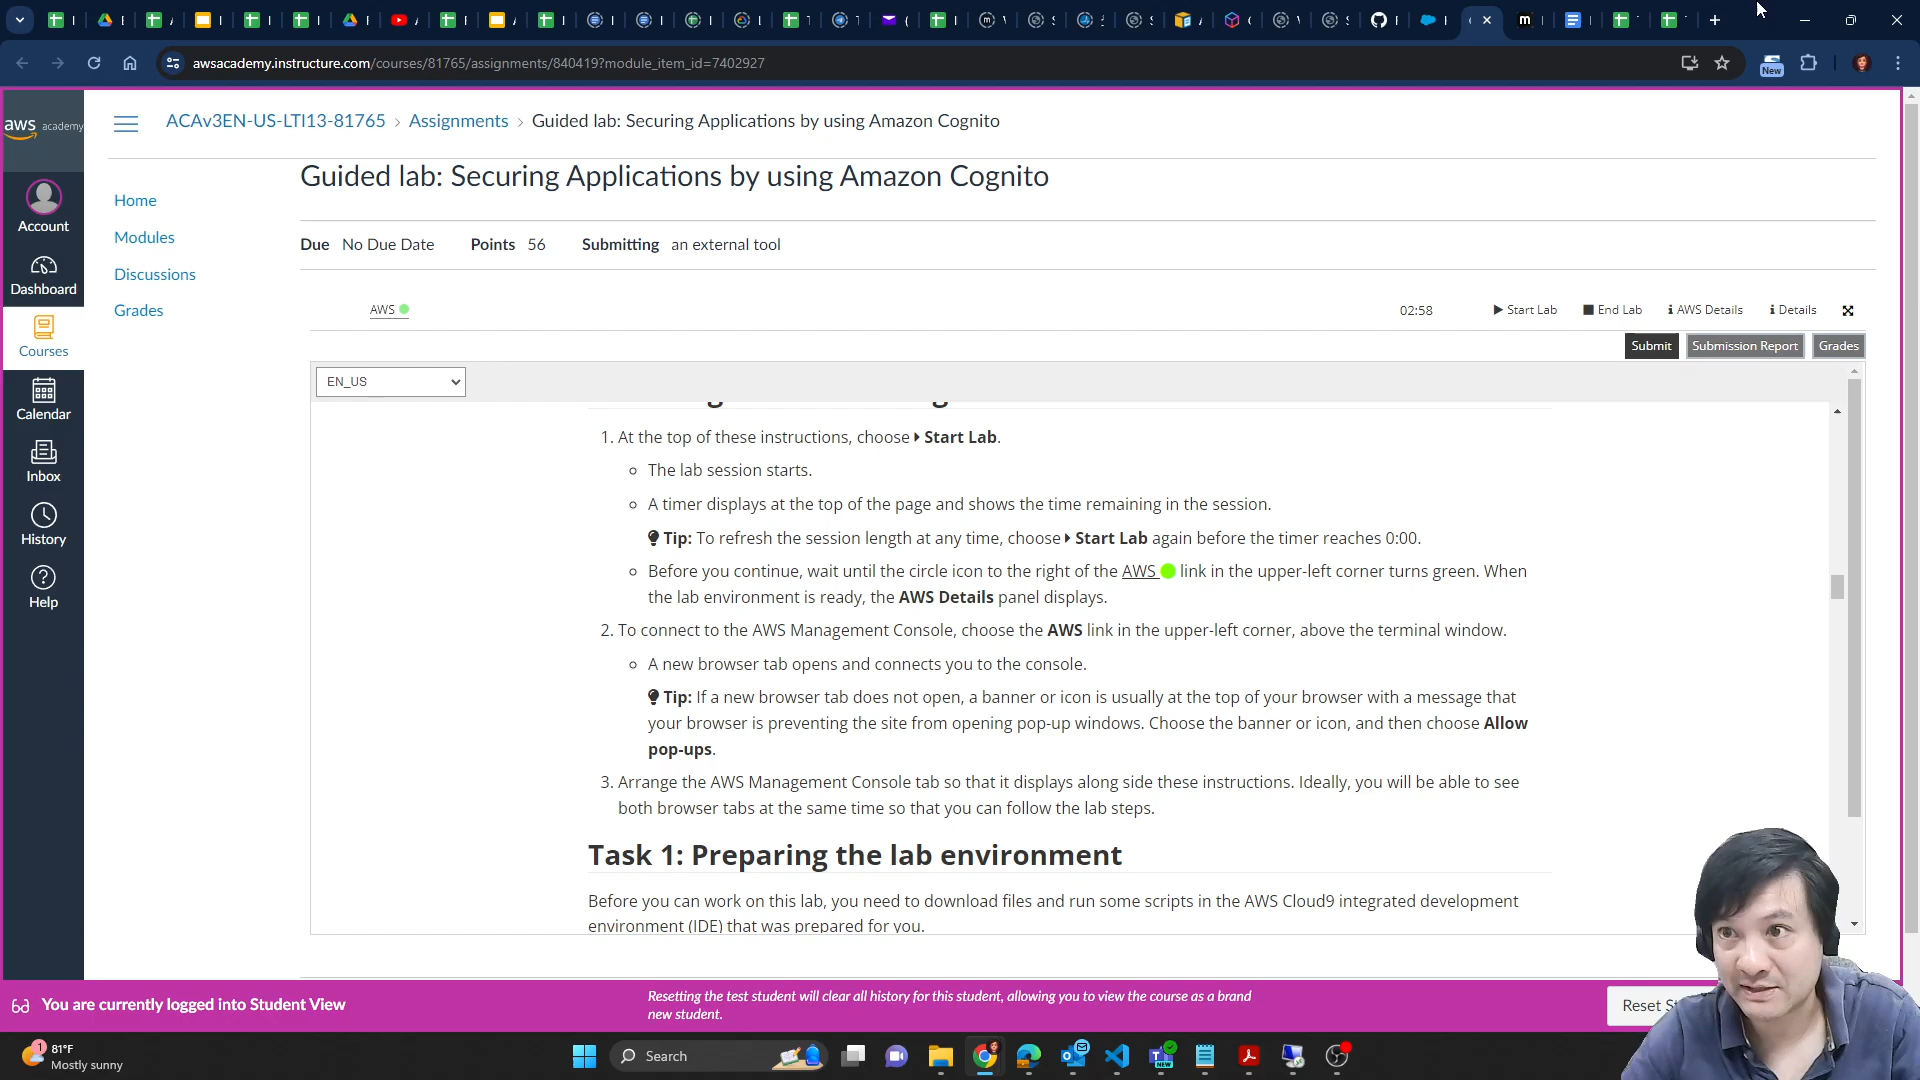 awsacademy.instructure.com/courses/81765/assignments/840419?module_item_id=7402927
New
aws academy
ACAv3EN-US-LTI13-81765 › Assignments › Guided lab: Securing Applications by using Amazon Cognito
Guided lab: Securing Applications by using Amazon Cognito
Account
Dashboard
Courses
Calendar
Inbox
History
Help
Home
Modules
Discussions
Grades
Due No Due Date Points 56 Submitting an external tool
AWS
02:58 Start Lab End Lab AWS Details Details
Submit Submission Report Grades
EN_US
1. At the top of these instructions, choose Start Lab.
The lab session starts.
A timer displays at the top of the page and shows the time remaining in the session.
Tip: To refresh the session length at any time, choose Start Lab again before the timer reaches 0:00.
Before you continue, wait until the circle icon to the right of the AWS link in the upper-left corner turns green. When
the lab environment is ready, the AWS Details panel displays.
2. To connect to the AWS Management Console, choose the AWS link in the upper-left corner, above the terminal window.
A new browser tab opens and connects you to the console.
Tip: If a new browser tab does not open, a banner or icon is usually at the top of your browser with a message that
your browser is preventing the site from opening pop-up windows. Choose the banner or icon, and then choose Allow
pop-ups.
3. Arrange the AWS Management Console tab so that it displays along side these instructions. Ideally, you will be able to see
both browser tabs at the same time so that you can follow the lab steps.
Task 1: Preparing the lab environment
Before you can work on this lab, you need to download files and run some scripts in the AWS Cloud9 integrated development
environment (IDE) that was prepared for you.
You are currently logged into Student View
Resetting the test student will clear all history for this student, allowing you to view the course as a brand
new student.
Reset
1
81°F
Mostly sunny
Search
NEW